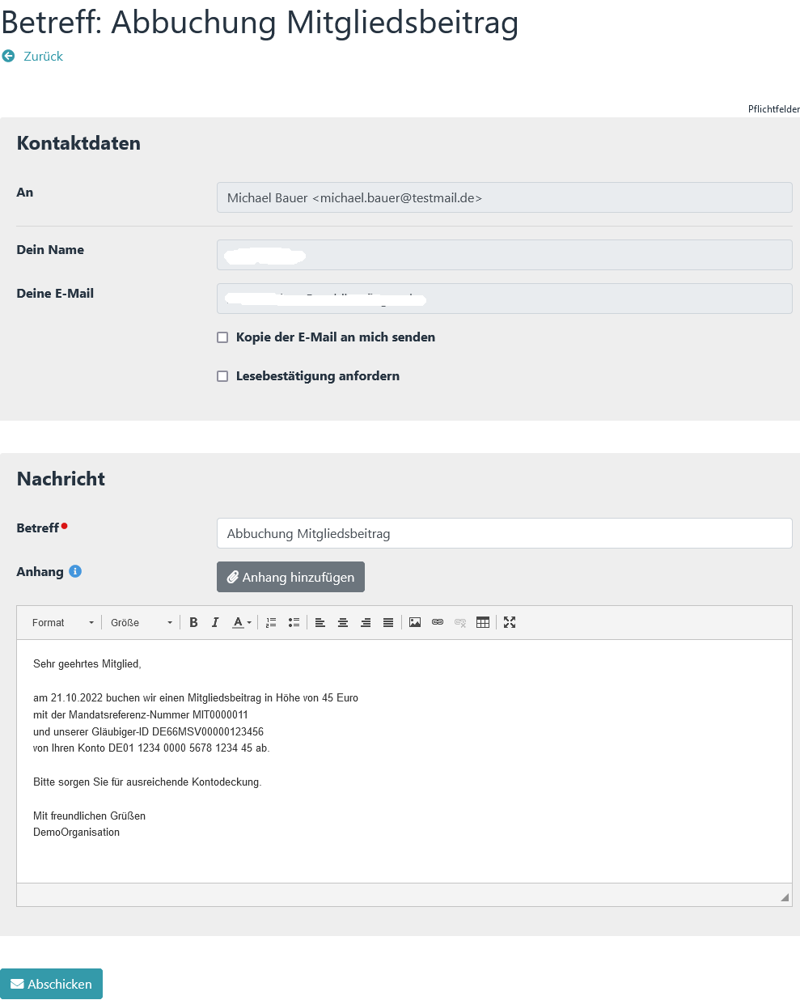 Betreff: Abbuchung Mitgliedsbeitrag
Zurück
Pflichtfelder
Kontaktdaten
An
Michael Bauer <michael.bauer@testmail.de>
Dein Name
Deine E-Mail
Kopie der E-Mail an mich senden
Lesebestätigung anfordern
Nachricht
Betreff
Abbuchung Mitgliedsbeitrag
Anhang
Anhang hinzufügen
Format Größe B I A
Sehr geehrtes Mitglied,
am 21.10.2022 buchen wir einen Mitgliedsbeitrag in Höhe von 45 Euro
mit der Mandatsreferenz-Nummer MIT0000011
und unserer Gläubiger-ID DE66MSV00000123456
von Ihren Konto DE01 1234 0000 5678 1234 45 ab.
Bitte sorgen Sie für ausreichende Kontodeckung.
Mit freundlichen Grüßen
DemoOrganisation
Abschicken